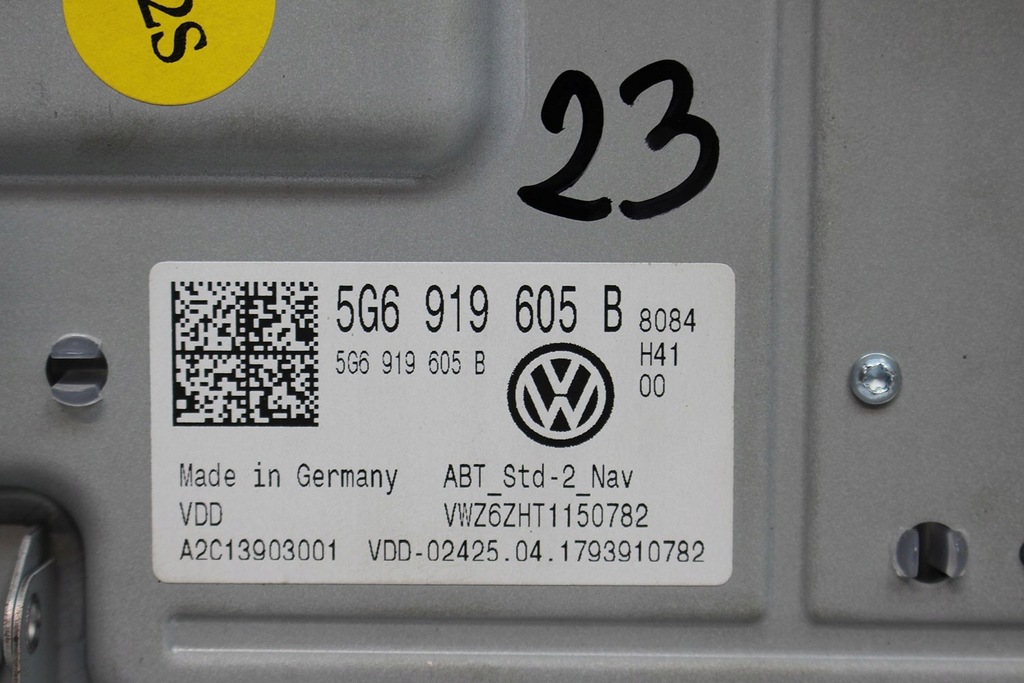 2S
23
5G6 919 605 B 8084
5G6 919 605 B H41
00
Made in Germany ABT_Std-2_Nav
VDD VWZ6ZHT1150782
A2C13903001 VDD-02425.04.1793910782